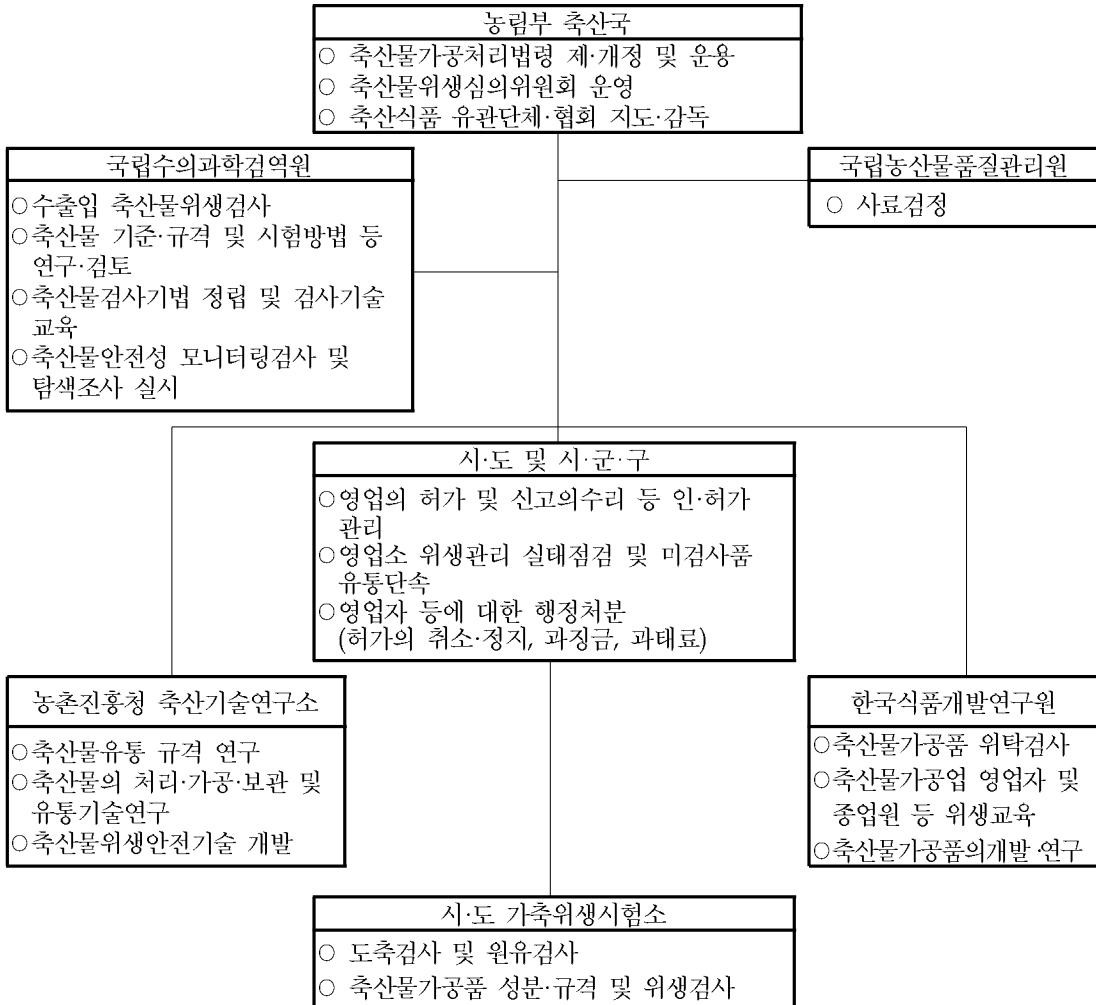 농림부 축산국
○ 축산물가공처리법령 제·개정 및 운용
○ 축산물위생심의위원회 운영
○ 축산식품 유관단체·협회 지도·감독
국립수의과학검역원
○수출입 축산물위생검사
○축산물 기준·규격 및 시험방법 등
연구·검토
○축산물검사기법 정립 및 검사기술
교육
○축산물안전성 모니터링검사 및
탐색조사 실시
국립농산물품질관리원
○ 사료검정
시·도 및 시·군·구
○영업의 허가 및 신고의수리 등 인·허가
관리
○영업소 위생관리 실태점검 및 미검사품
유통단속
○영업자 등에 대한 행정처분
(허가의 취소·정지, 과징금, 과태료)
농촌진흥청 축산기술연구소
○축산물유통 규격 연구
○축산물의 처리·가공·보관 및
유통기술연구
○축산물위생안전기술 개발
한국식품개발연구원
○축산물가공품 위탁검사
○축산물가공업 영업자 및
종업원 등 위생교육
○축산물가공품의개발·연구
시·도 가축위생시험소
○ 도축검사 및 원유검사
○ 축산물가공품 성분·규격 및 위생검사